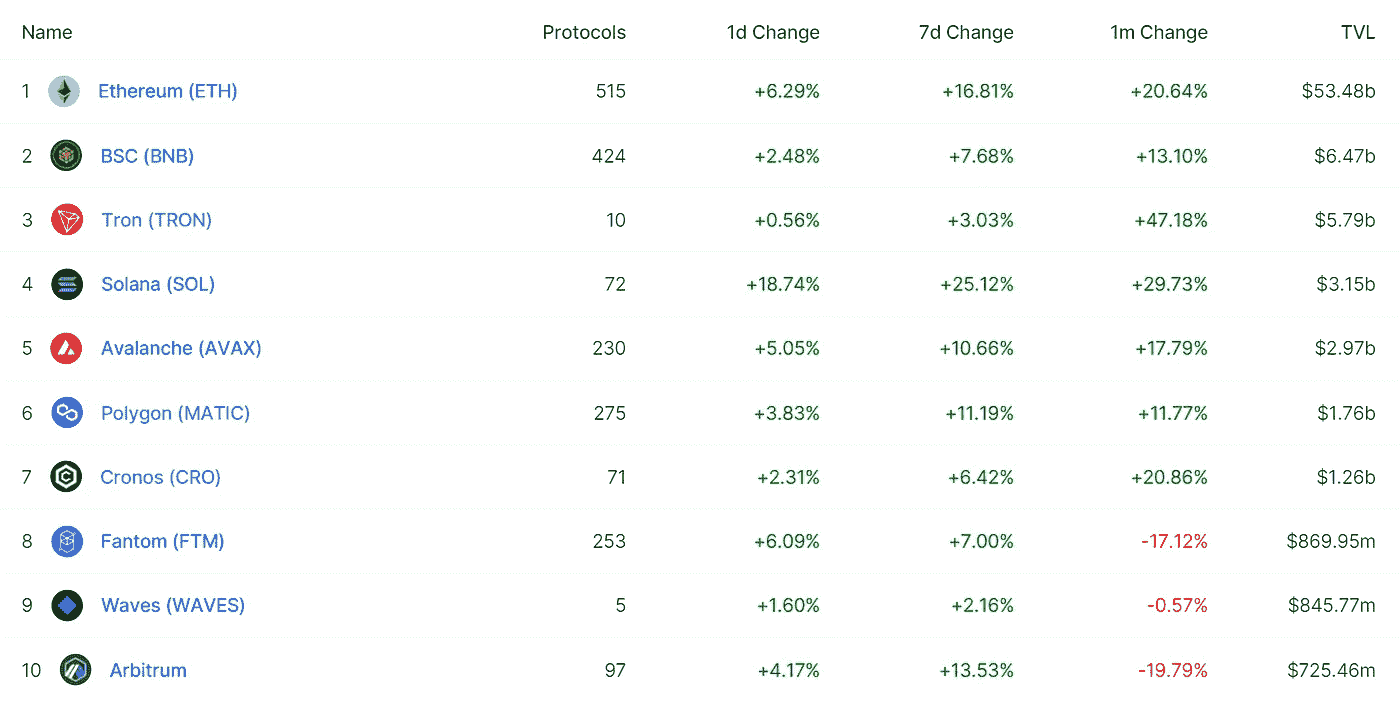 Name Protocols 1d Change 7d Change 1m Change TVL
1 Ethereum (ETH) 515 +6.29% +16.81% +20.64% $53.48b
2 BSC (BNB) 424 +2.48% +7.68% +13.10% $6.47b
3 Tron (TRON) 10 +0.56% +3.03% +47.18% $5.79b
4 Solana (SOL) 72 +18.74% +25.12% +29.73% $3.15b
5 Avalanche (AVAX) 230 +5.05% +10.66% +17.79% $2.97b
6 Polygon (MATIC) 275 +3.83% +11.19% +11.77% $1.76b
7 Cronos (CRO) 71 +2.31% +6.42% +20.86% $1.26b
8 Fantom (FTM) 253 +6.09% +7.00% -17.12% $869.95m
9 Waves (WAVES) 5 +1.60% +2.16% -0.57% $845.77m
10 Arbitrum 97 +4.17% +13.53% -19.79% $725.46m